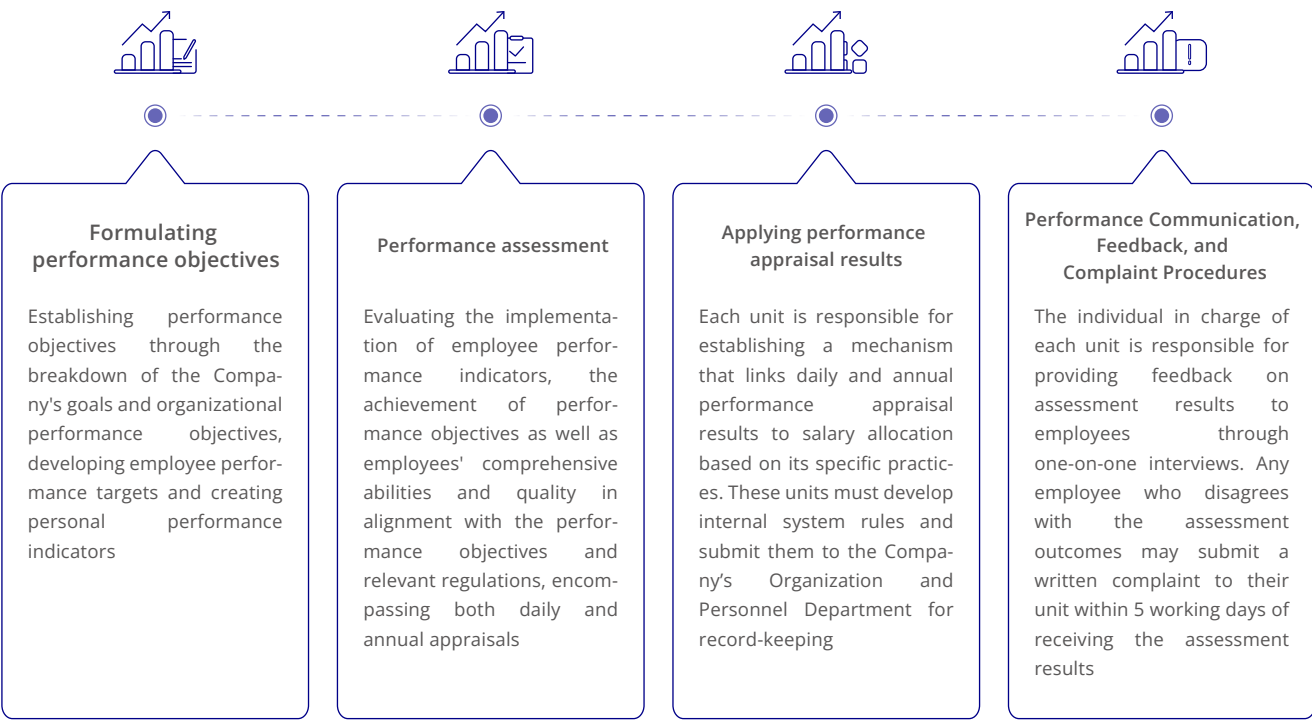 Formulating
performance objectives
Establishing performance
objectives through the
breakdown of the Compa-
ny's goals and organizational
performance objectives,
developing employee perfor-
mance targets and creating
personal performance
indicators
Performance assessment
Evaluating the implementa-
tion of employee perfor-
mance indicators, the
achievement of perfor-
mance objectives as well as
employees' comprehensive
abilities and quality in
alignment with the perfor-
mance objectives and
relevant regulations, encom-
passing both daily and
annual appraisals
Applying performance
appraisal results
Each unit is responsible for
establishing a mechanism
that links daily and annual
performance appraisal
results to salary allocation
based on its specific practic-
es. These units must develop
internal system rules and
submit them to the Compa-
ny’s Organization and
Personnel Department for
record-keeping
Performance Communication,
Feedback, and
Complaint Procedures
The individual in charge of
each unit is responsible for
providing feedback on
assessment results to
employees through
one-on-one interviews. Any
employee who disagrees
with the assessment
outcomes may submit a
written complaint to their
unit within 5 working days of
receiving the assessment
results